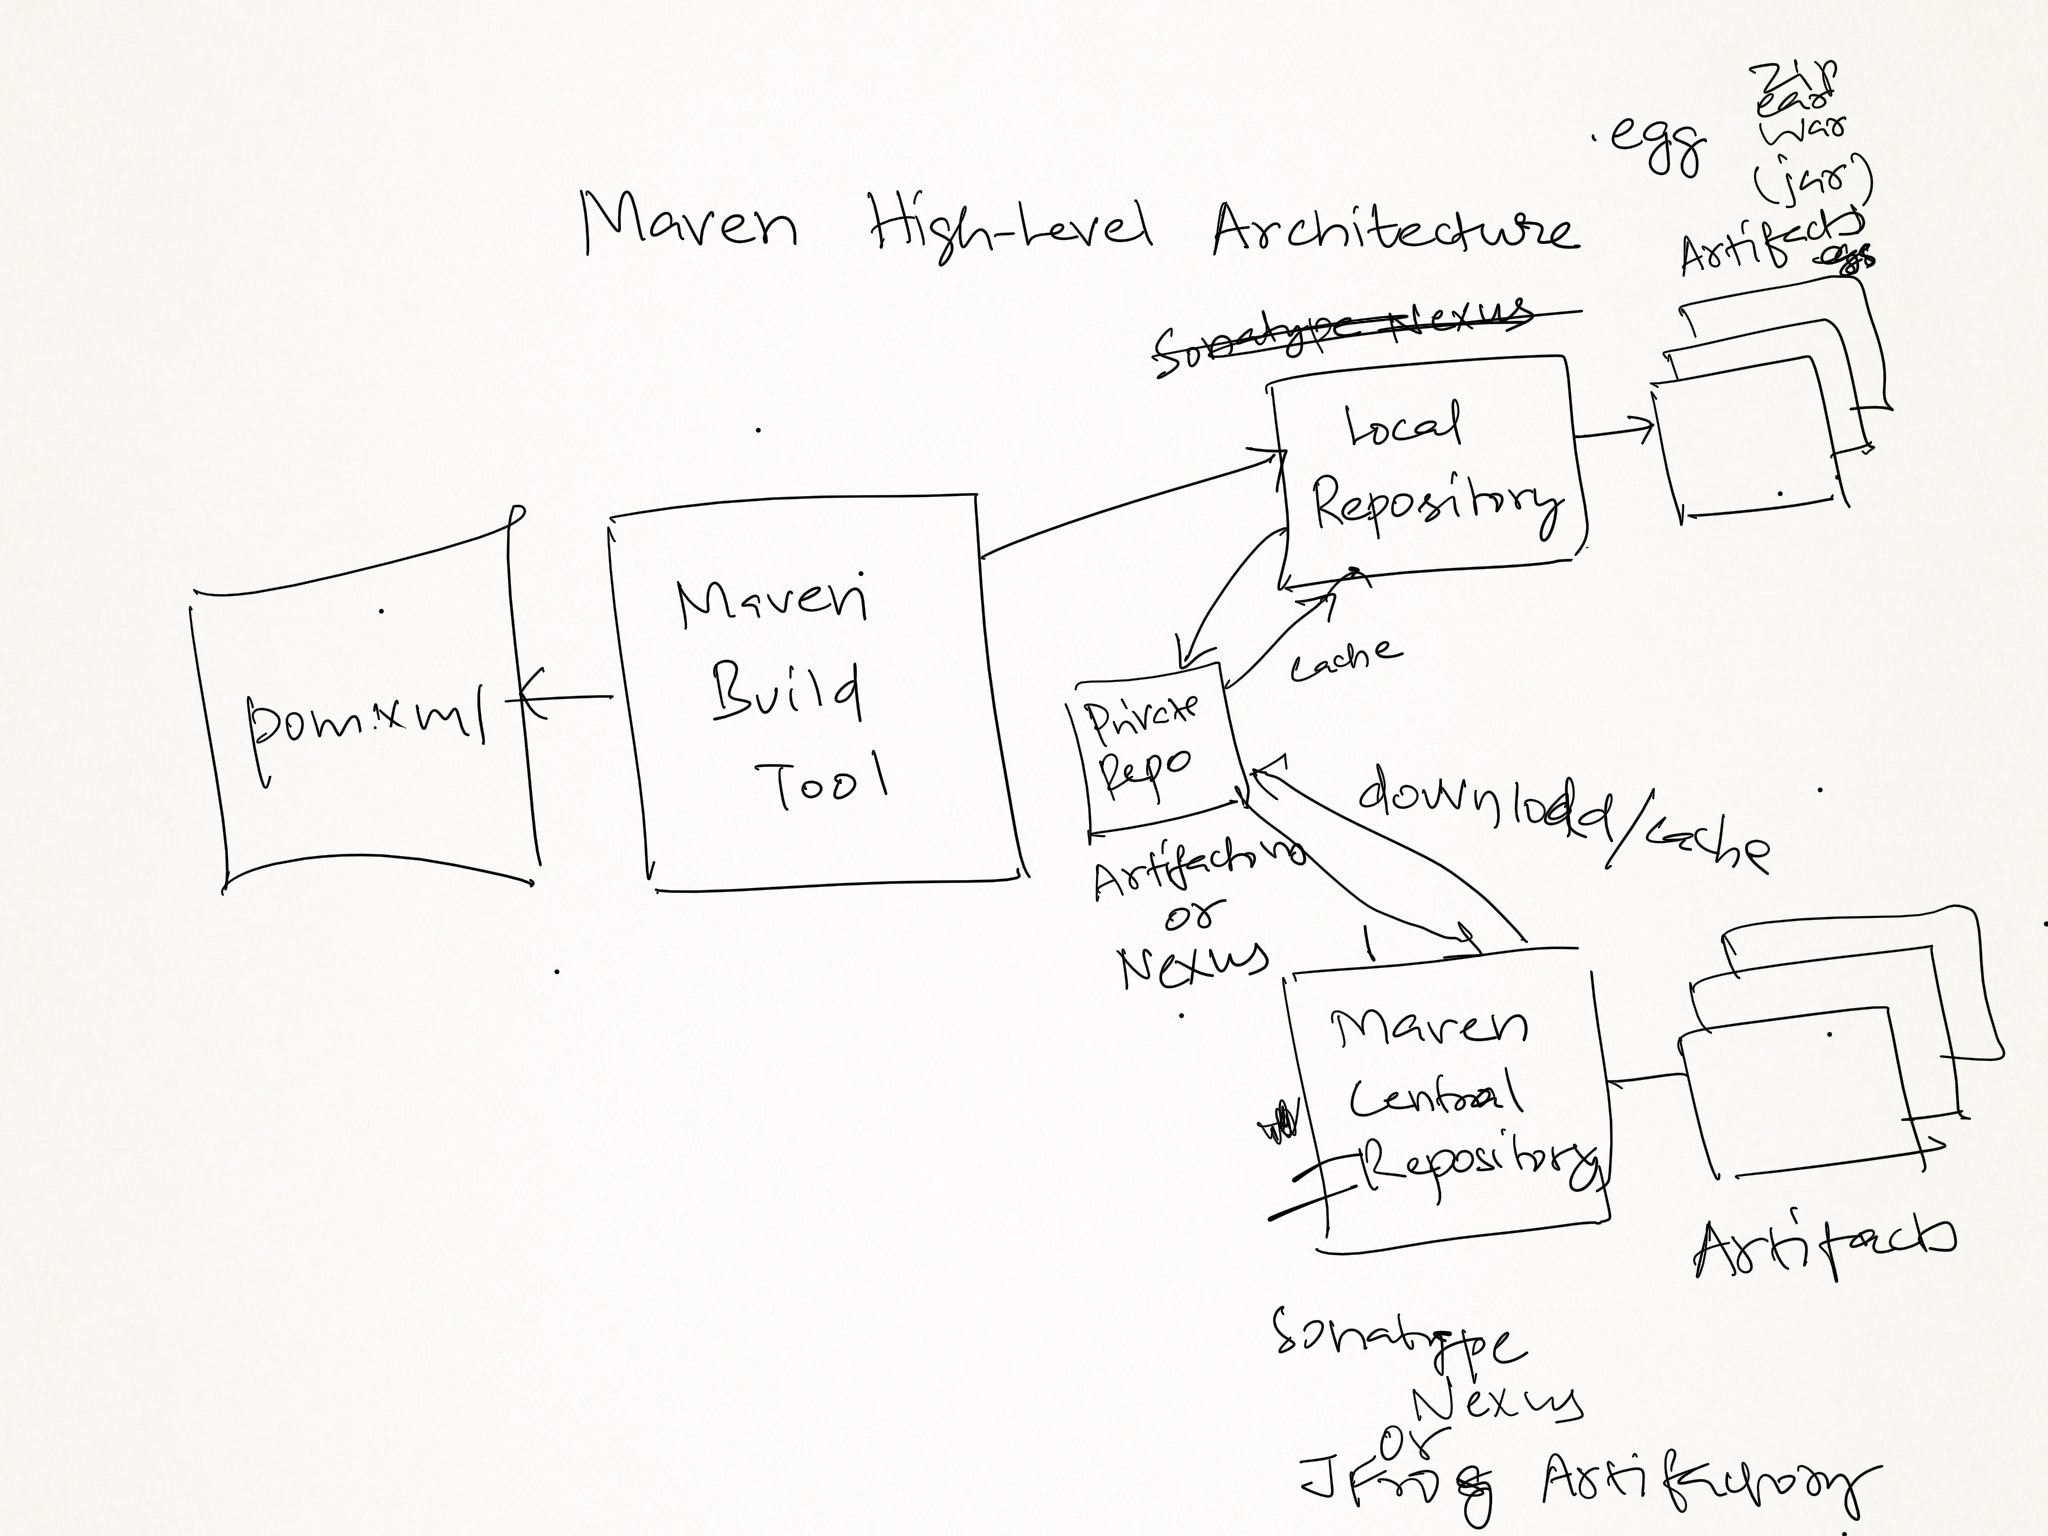 Zip
ear
.egg war
(jar)
Maven High-Level Architecture
Artifacts
Sonatype Nexus
Local
Repository
Maven
Build
Tool
pom.xml
cache
Private
Repo
download/cache
Artifactory
or
Nexus
Maven
Central
Repository
Artifacts
Sonatype
Nexus
or
JFrog Artifactory